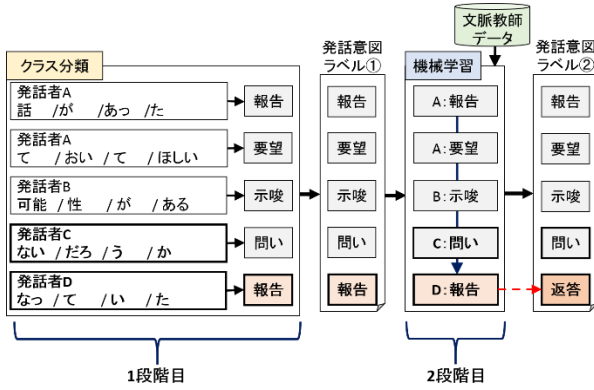 文脈教師
データ
クラス分類
発話意図
ラベル①
機械学習
発話意図
ラベル②
発話者A
話 /が /あっ /た
報告
報告
A:報告
報告
発話者A
て /おい /て /ほしい
要望
要望
A:要望
要望
発話者B
可能 /性 /が /ある
示唆
示唆
B:示唆
示唆
発話者C
ない /だろ /う /か
問い
問い
C:問い
問い
発話者D
なっ /て /い /た
報告
報告
D:報告
返答
1段階目
2段階目